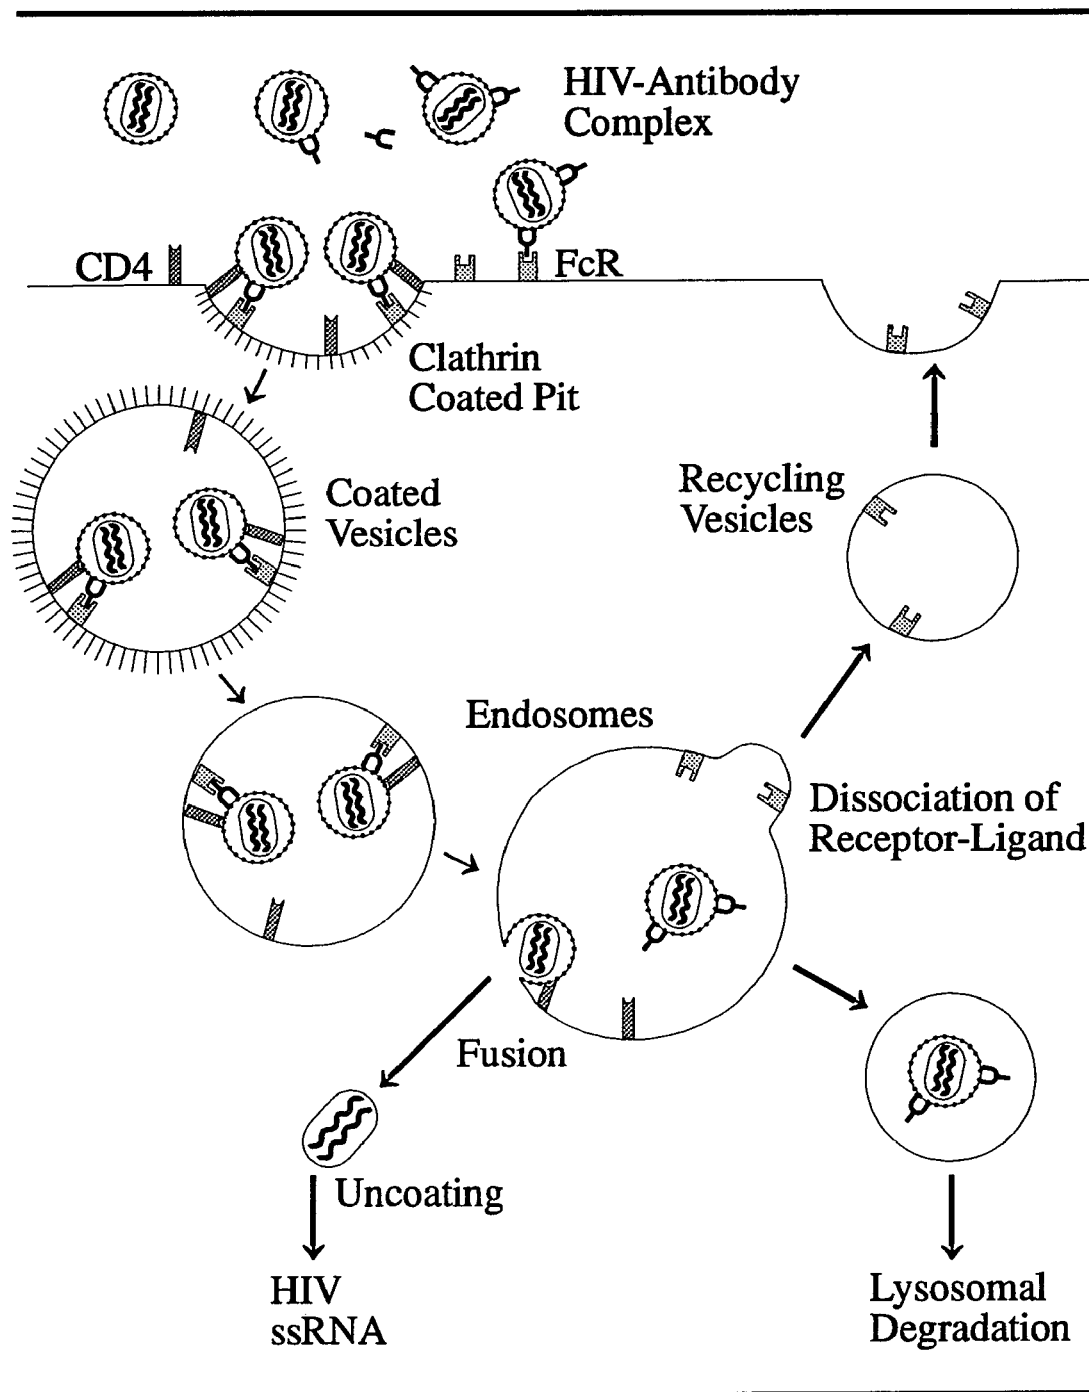 HIV-Antibody
Complex
CD4
FcR
Clathrin
Coated Pit
Coated
Vesicles
Recycling
Vesicles
Endosomes
Dissociation of
Receptor-Ligand
Fusion
Uncoating
HIV
ssRNA
Lysosomal
Degradation